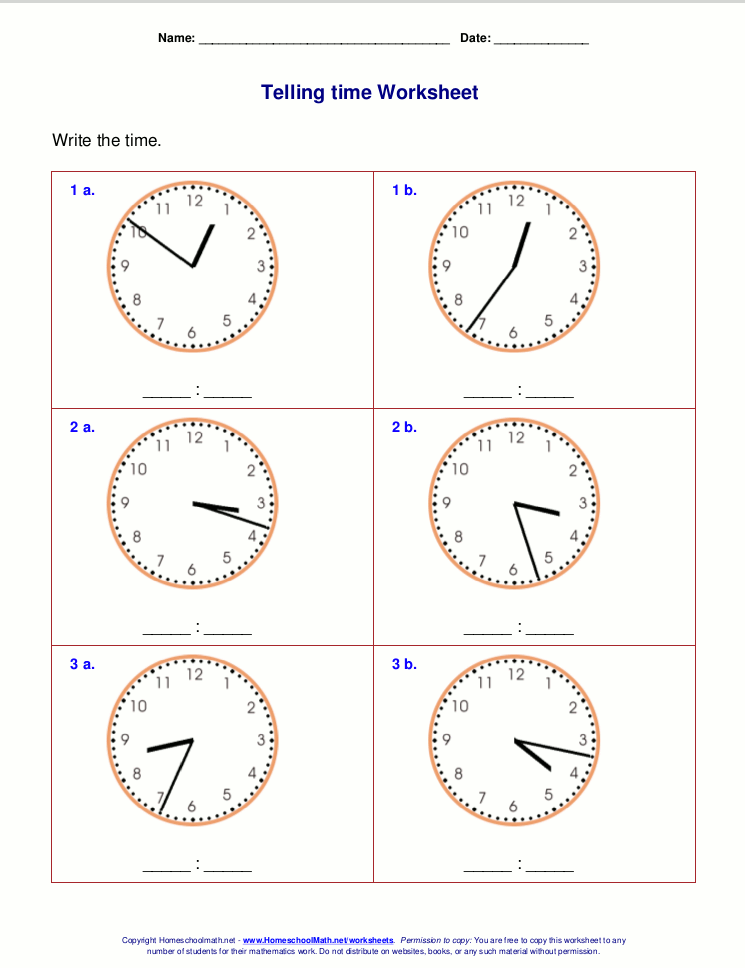 Name: ______________________________________ Date: ______________
Telling time Worksheet
Write the time.
1 a.
12
11 1
10 2
9 3
8 4
7 5
6
_____ : _____
1 b.
12
11 1
10 2
9 3
8 4
7 5
6
_____ : _____
2 a.
12
11 1
10 2
9 3
8 4
7 5
6
_____ : _____
2 b.
12
11 1
10 2
9 3
8 4
7 5
6
_____ : _____
3 a.
12
11 1
10 2
9 3
8 4
7 5
6
_____ : _____
3 b.
12
11 1
10 2
9 3
8 4
7 5
6
_____ : _____
Copyright HomeschoolMath.net - www.HomeschoolMath.net/worksheets. Permission to copy: You are free to copy this worksheet to any
number of students for their mathematics work. Do not distribute on websites, books, or any such material without permission.